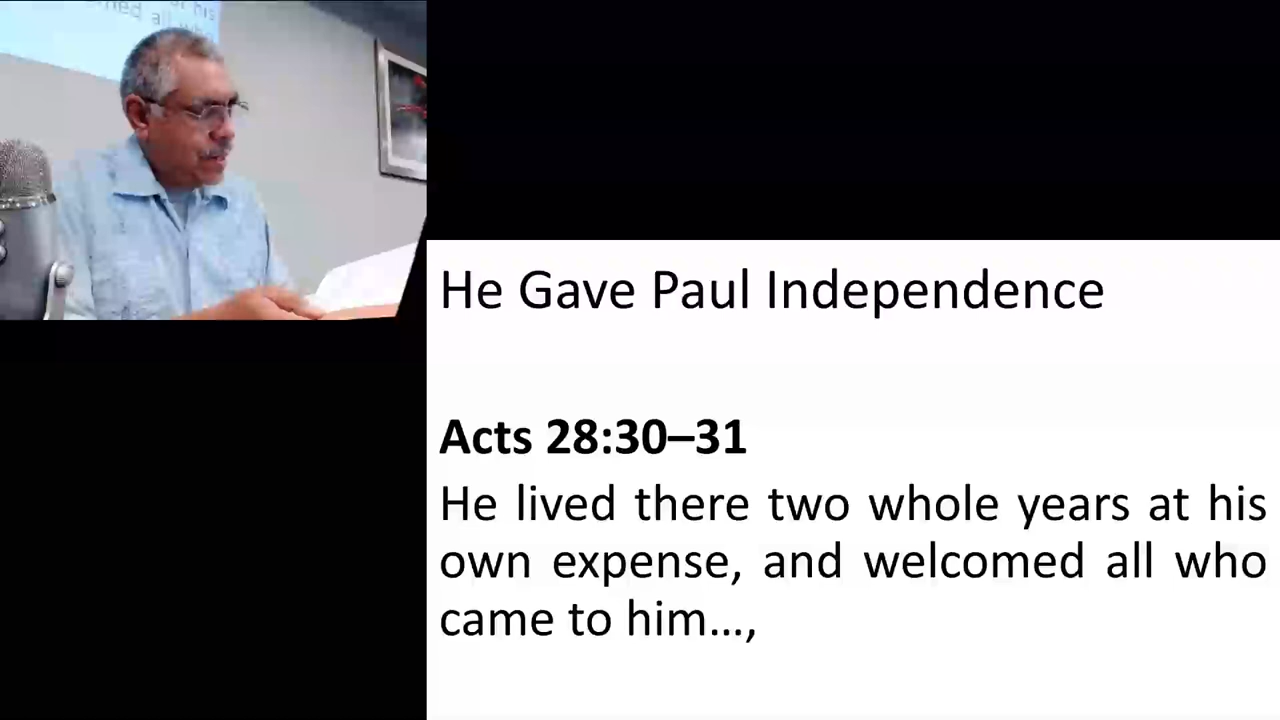 He Gave Paul Independence
Acts 28:30–31
He lived there two whole years at his
own expense, and welcomed all who
came to him…,